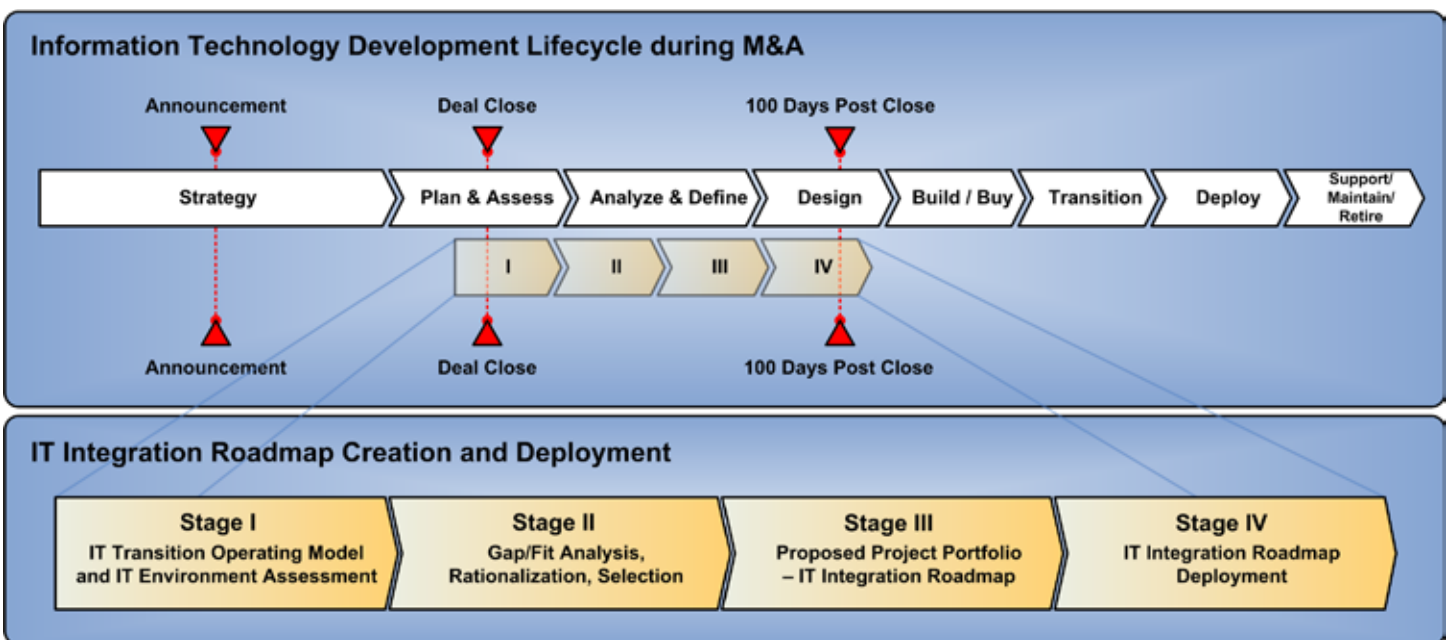 Information Technology Development Lifecycle during M&A
Announcement
Deal Close
100 Days Post Close
Strategy
Plan & Assess
Analyze & Define
Design
Build / Buy
Transition
Deploy
Support/
Maintain/
Retire
I
II
III
IV
Announcement
Deal Close
100 Days Post Close
IT Integration Roadmap Creation and Deployment
Stage I
IT Transition Operating Model
and IT Environment Assessment
Stage II
Gap/Fit Analysis,
Rationalization, Selection
Stage III
Proposed Project Portfolio
– IT Integration Roadmap
Stage IV
IT Integration Roadmap
Deployment